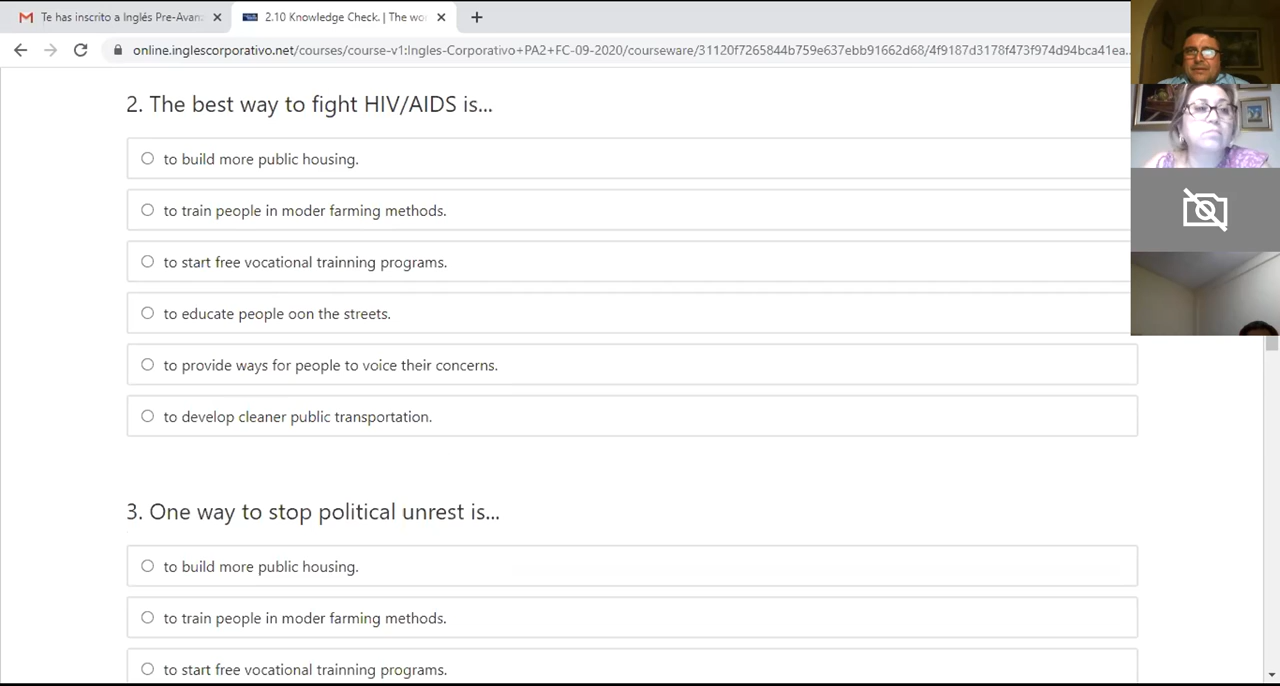 Te has inscrito a Inglés Pre-Avan
2.10 Knowledge Check. | The wo
online.inglescorporativo.net/courses/course-v1:Ingles-Corporativo+PA2+FC-09-2020/courseware/31120f7265844b759e637ebb91662d68/4f9187d3178f473f974d94bca41ea...
2. The best way to fight HIV/AIDS is...
to build more public housing.
to train people in moder farming methods.
to start free vocational trainning programs.
to educate people oon the streets.
to provide ways for people to voice their concerns.
to develop cleaner public transportation.
3. One way to stop political unrest is...
to build more public housing.
to train people in moder farming methods.
to start free vocational trainning programs.